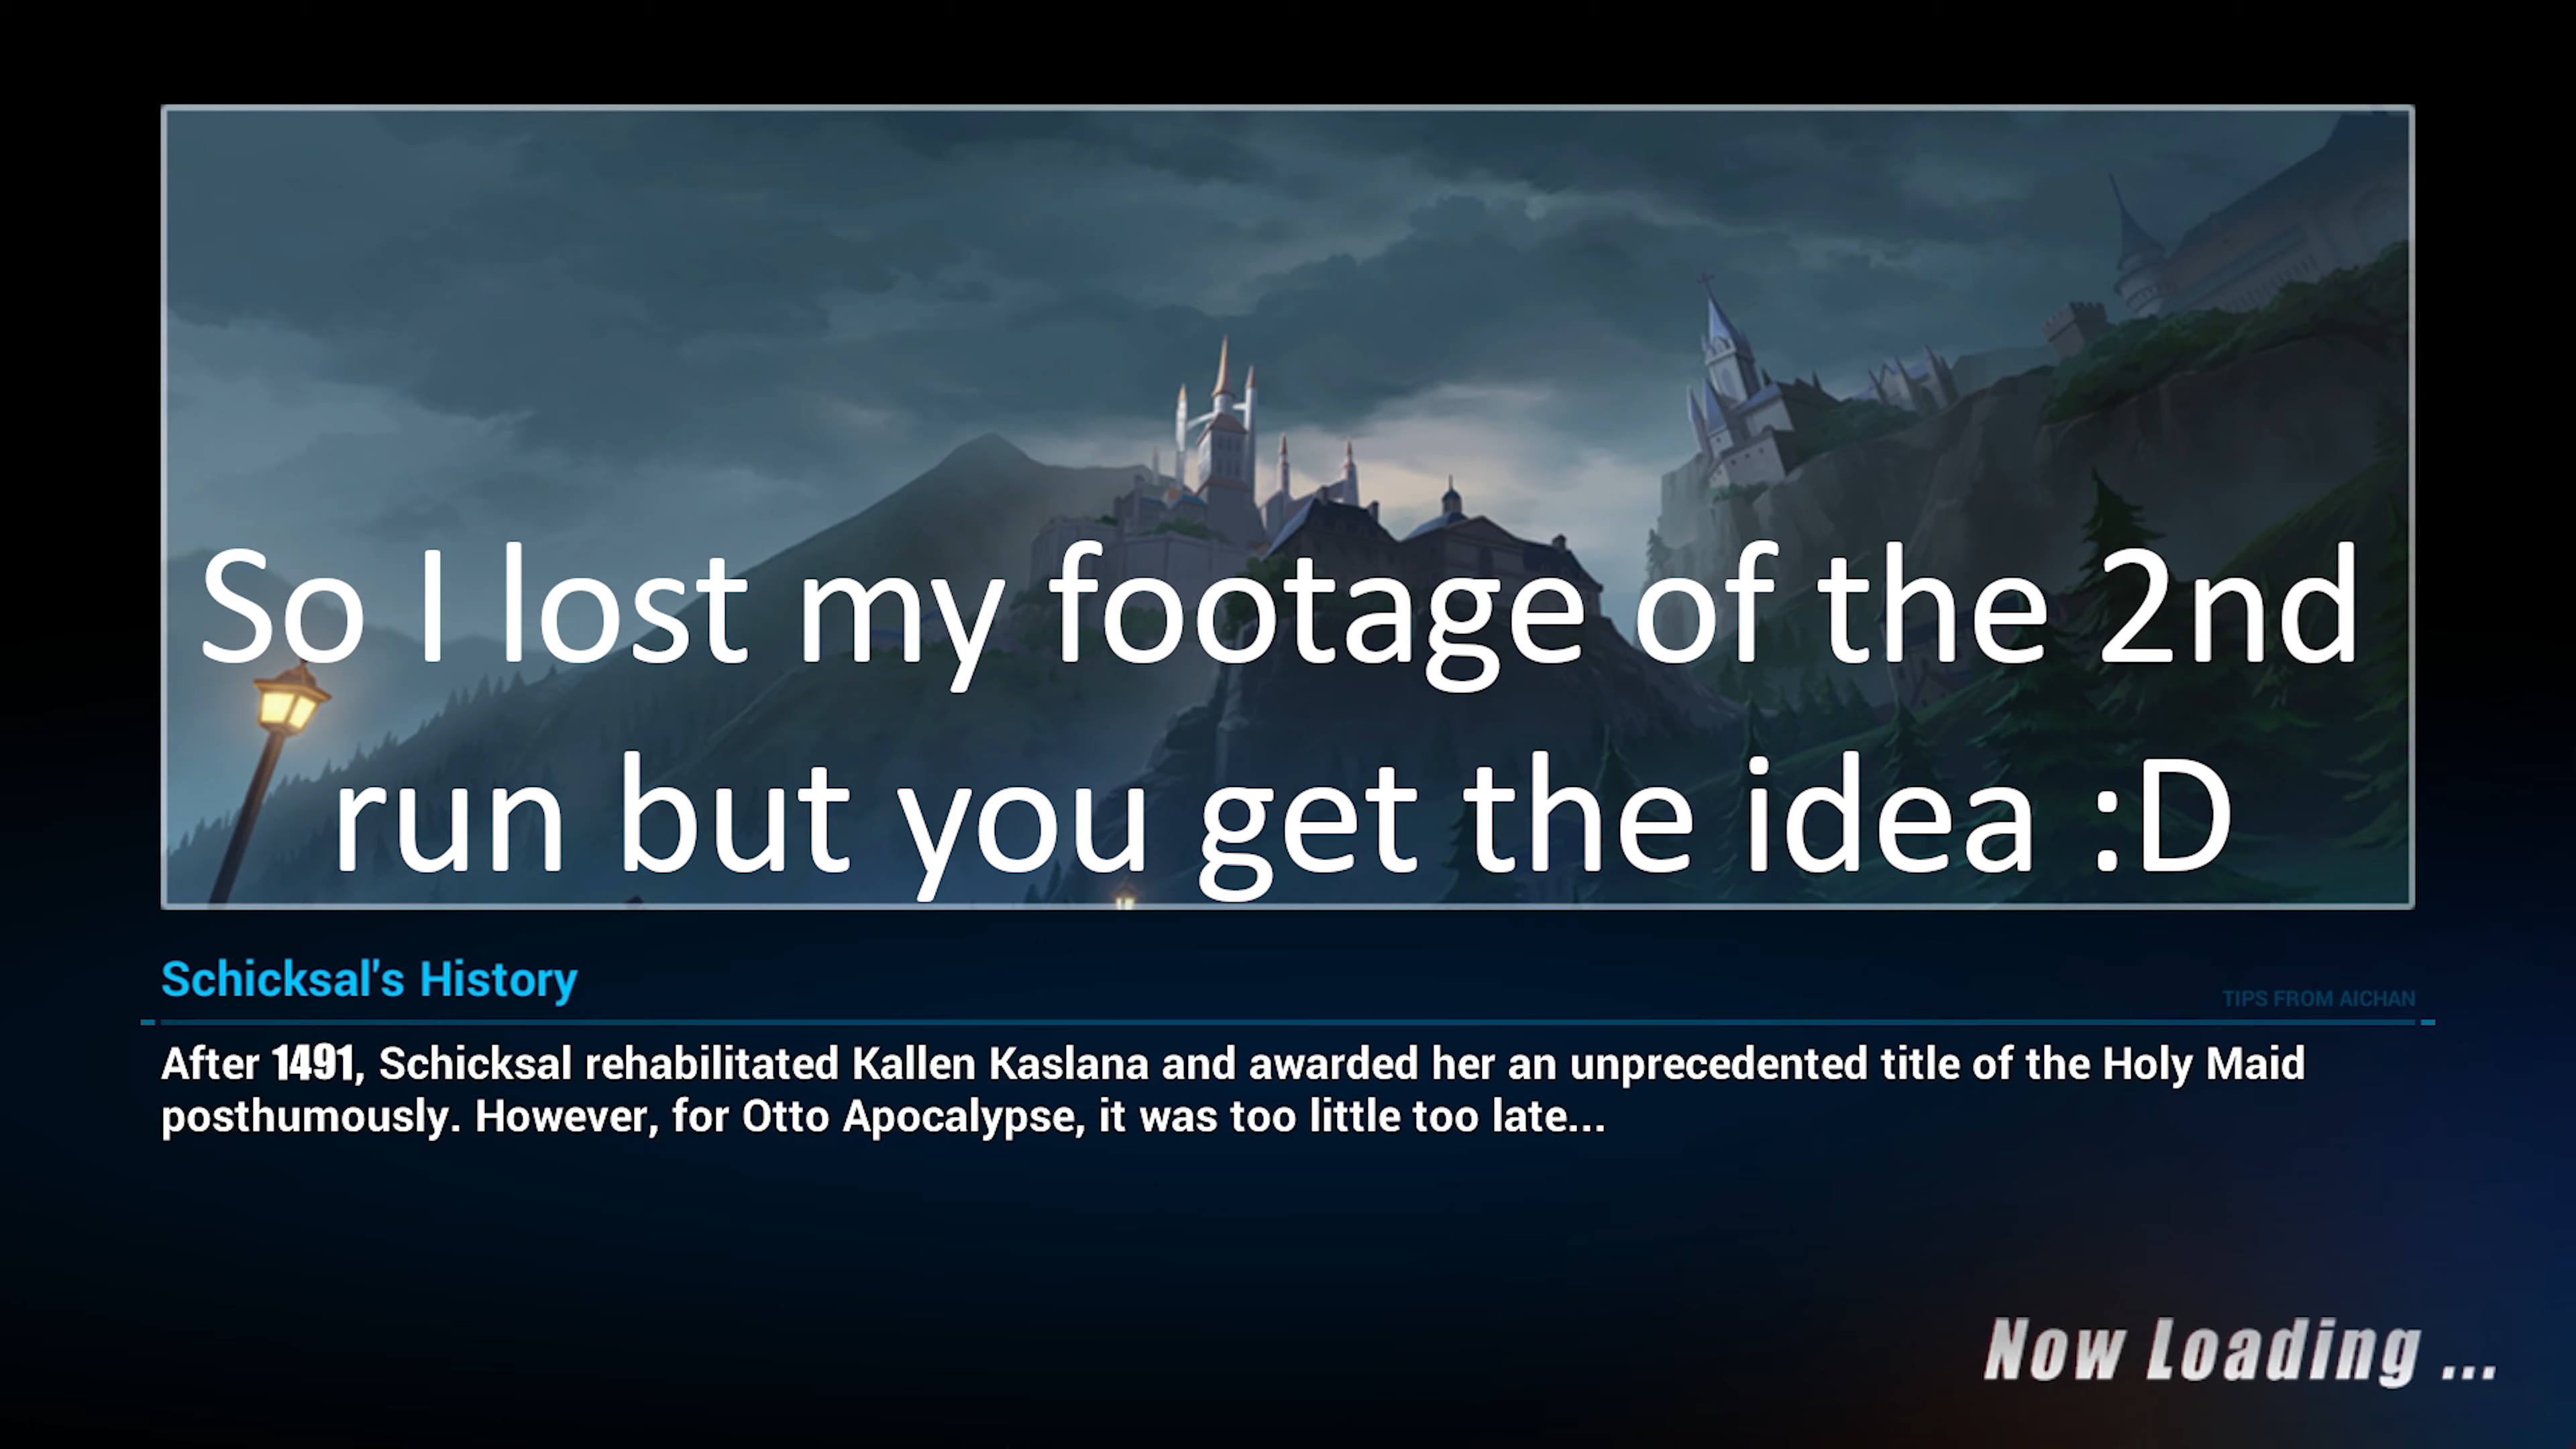 So I lost my footage of the 2nd
run but you get the idea :D
Schicksal's History
TIPS FROM AICHAN
After 1491, Schicksal rehabilitated Kallen Kaslana and awarded her an unprecedented title of the Holy Maid
posthumously. However, for Otto Apocalypse, it was too little too late...
Now Loading ...